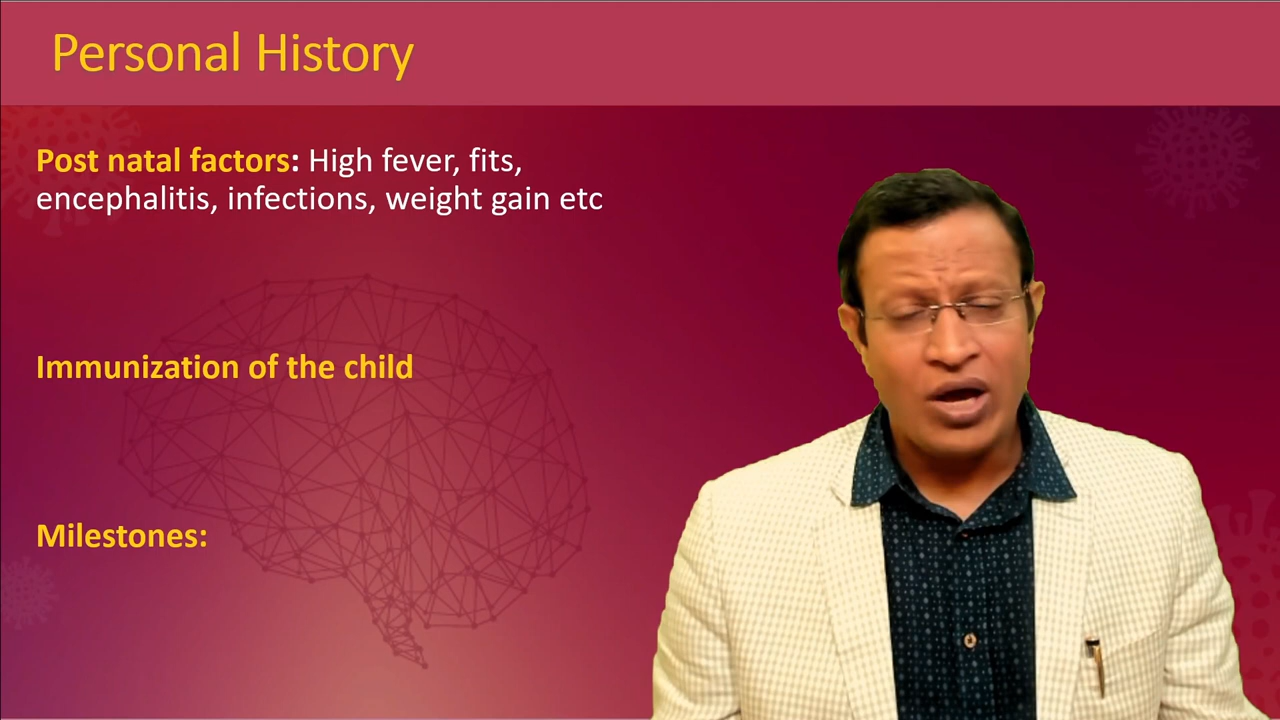 Personal History
Post natal factors: High fever, fits,
encephalitis, infections, weight gain etc
Immunization of the child
Milestones: